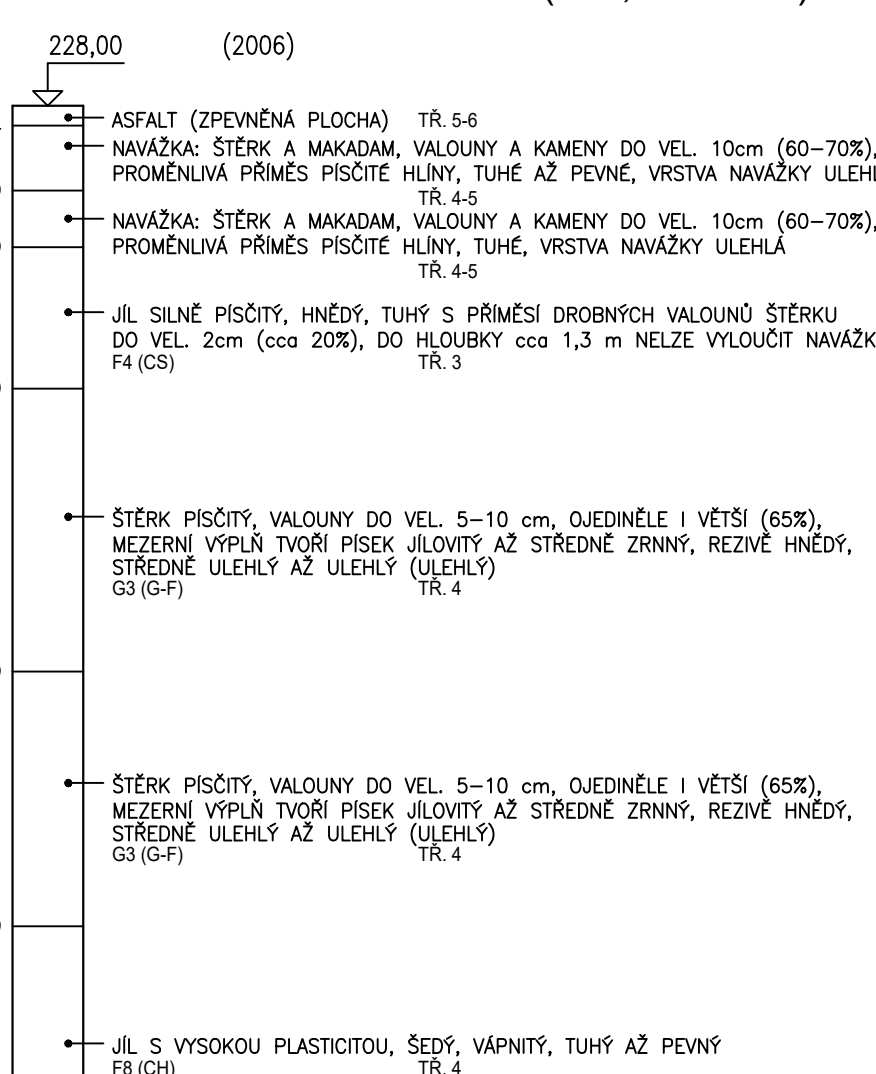 228,00 (2006)
ASFALT (ZPEVNĚNÁ PLOCHA) TŘ. 5-6
NAVÁŽKA: ŠTĚRK A MAKADAM, VALOUNY A KAMENY DO VEL. 10cm (60–70%),
PROMĚNLIVÁ PŘÍMĚS PÍSČITÉ HLÍNY, TUHÉ AŽ PEVNÉ, VRSTVA NAVÁŽKY
TŘ. 4-5
NAVÁŽKA: ŠTĚRK A MAKADAM, VALOUNY A KAMENY DO VEL. 10cm (60–70%),
PROMĚNLIVÁ PŘÍMĚS PÍSČITÉ HLÍNY, TUHÉ, VRSTVA NAVÁŽKY ULEHLÁ
TŘ. 4-5
JÍL SILNĚ PÍSČITÝ, HNĚDÝ, TUHÝ S PŘÍMĚSÍ DROBNÝCH VALOUNŮ ŠTĚRKU
DO VEL. 2cm (cca 20%), DO HLOUBKY cca 1,3 m NELZE VYLOUČIT NAVÁŽK
F4 (CS) TŘ. 3
ŠTĚRK PÍSČITÝ, VALOUNY DO VEL. 5–10 cm, OJEDINĚLE I VĚTŠÍ (65%),
MEZERNÍ VÝPLŇ TVOŘÍ PÍSEK JÍLOVITÝ AŽ STŘEDNĚ ZRNNÝ, REZIVĚ HNĚDÝ,
STŘEDNĚ ULEHLÝ AŽ ULEHLÝ (ULEHLÝ)
G3 (G-F) TŘ. 4
ŠTĚRK PÍSČITÝ, VALOUNY DO VEL. 5–10 cm, OJEDINĚLE I VĚTŠÍ (65%),
MEZERNÍ VÝPLŇ TVOŘÍ PÍSEK JÍLOVITÝ AŽ STŘEDNĚ ZRNNÝ, REZIVĚ HNĚDÝ,
STŘEDNĚ ULEHLÝ AŽ ULEHLÝ (ULEHLÝ)
G3 (G-F) TŘ. 4
JÍL S VYSOKOU PLASTICITOU, ŠEDÝ, VÁPNITÝ, TUHÝ AŽ PEVNÝ
F8 (CH) TŘ. 4